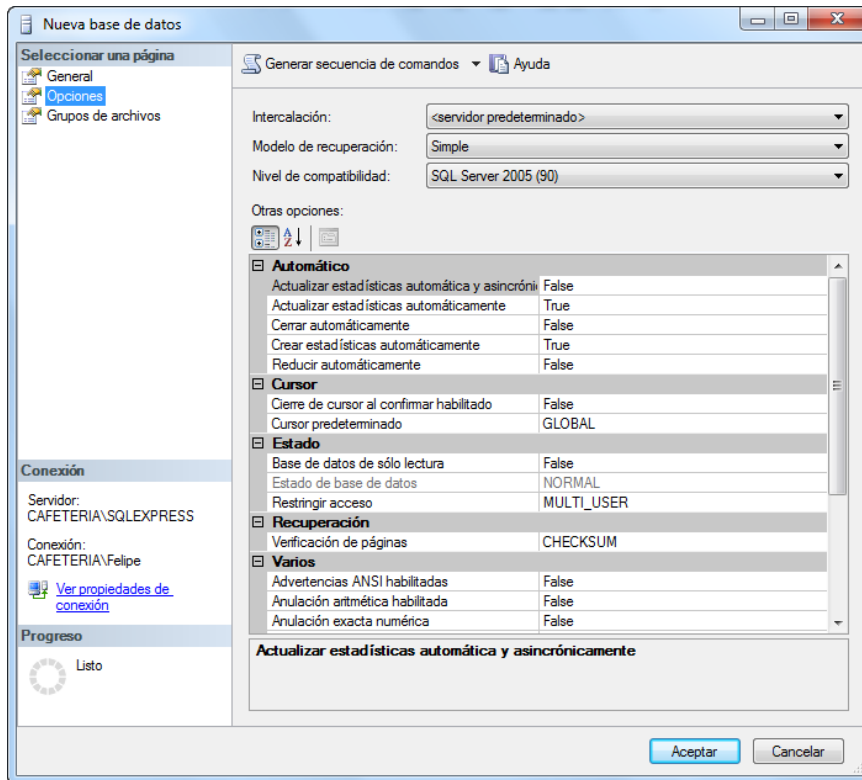 Nueva base de datos
Seleccionar una página
General
Opciones
Grupos de archivos
Generar secuencia de comandos
Ayuda
Intercalación:
<servidor predeterminado>
Modelo de recuperación:
Simple
Nivel de compatibilidad:
SQL Server 2005 (90)
Otras opciones:
Automático
Actualizar estadísticas automática y asincróni False
Actualizar estadísticas automáticamente True
Cerrar automáticamente False
Crear estadísticas automáticamente True
Reducir automáticamente False
Cursor
Cierre de cursor al confirmar habilitado False
Cursor predeterminado GLOBAL
Estado
Base de datos de sólo lectura False
Estado de base de datos NORMAL
Restringir acceso MULTI_USER
Recuperación
Verificación de páginas CHECKSUM
Varios
Advertencias ANSI habilitadas False
Anulación aritmética habilitada False
Anulación exacta numérica False
Actualizar estadísticas automática y asincrónicamente
Conexión
Servidor:
CAFETERIA\SQLEXPRESS
Conexión:
CAFETERIA\Felipe
Ver propiedades de
conexión
Progreso
Listo
Aceptar
Cancelar